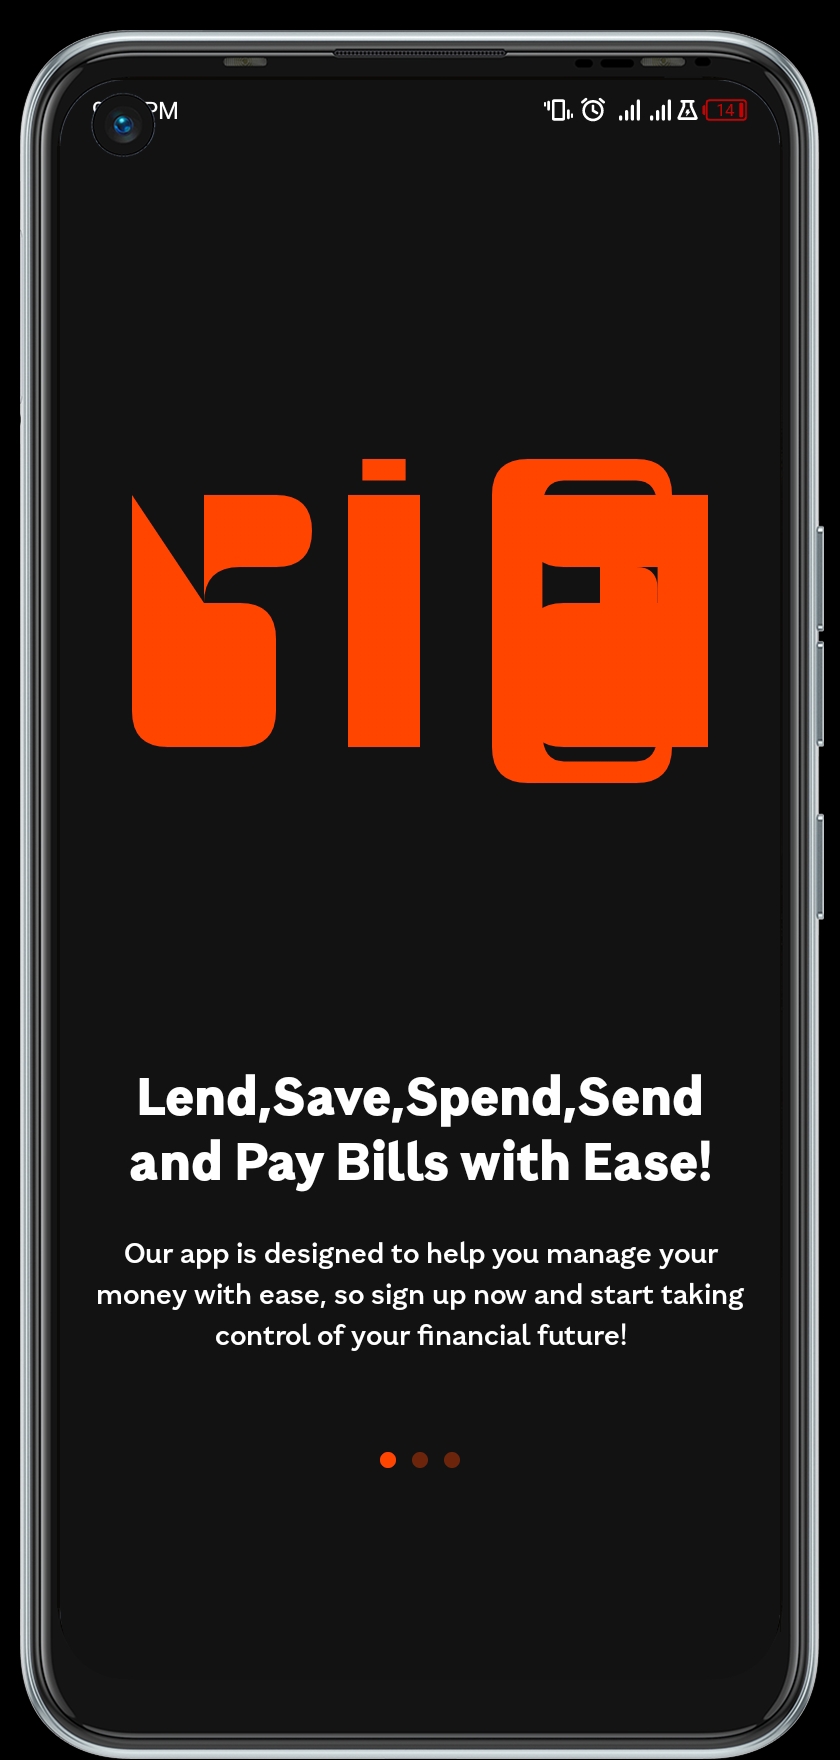 PM
14
Lend,Save,Spend,Send
and Pay Bills with Ease!
Our app is designed to help you manage your
money with ease, so sign up now and start taking
control of your financial future!